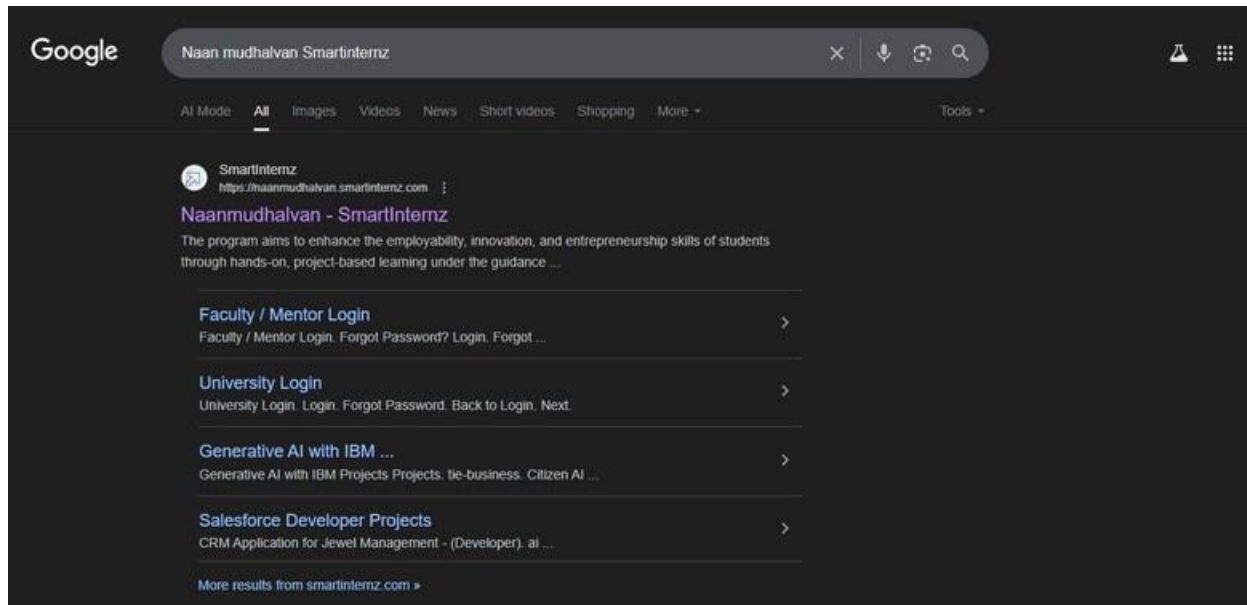 Google
Naan mudhalvan Smartinternz
AI Mode All Images Videos News Short videos Shopping More Tools
SmartInternz
https://naanmudhalvan.smartinternz.com
Naanmudhalvan - SmartInternz
The program aims to enhance the employability, innovation, and entrepreneurship skills of students
through hands-on, project-based learning under the guidance ...
Faculty / Mentor Login
Faculty / Mentor Login. Forgot Password? Login. Forgot ...
University Login
University Login. Login. Forgot Password. Back to Login. Next.
Generative AI with IBM ...
Generative AI with IBM Projects Projects. tie-business. Citizen AI ...
Salesforce Developer Projects
CRM Application for Jewel Management - (Developer). ai ...
More results from smartinternz.com »